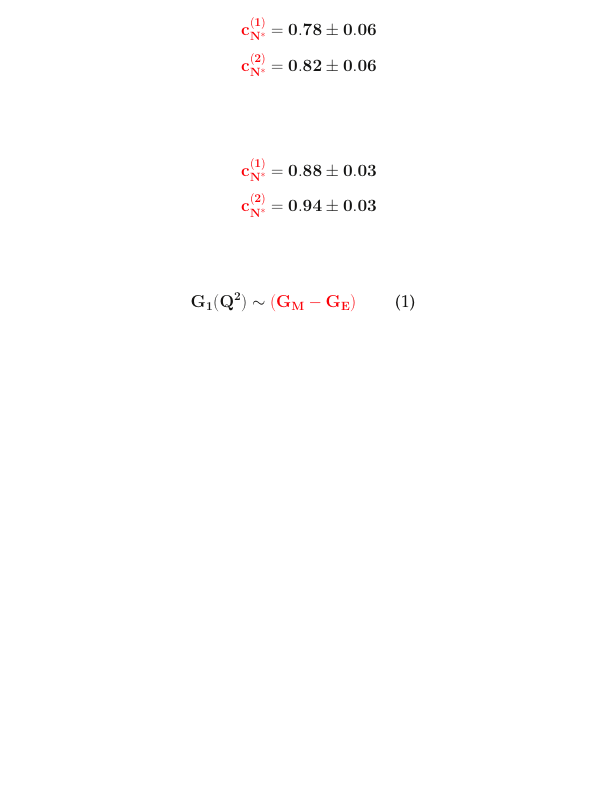 c_{N*}^{(1)} = 0.78 ± 0.06
c_{N*}^{(2)} = 0.82 ± 0.06
c_{N*}^{(1)} = 0.88 ± 0.03
c_{N*}^{(2)} = 0.94 ± 0.03
G_1(Q^2) ∼ (G_M − G_E) (1)